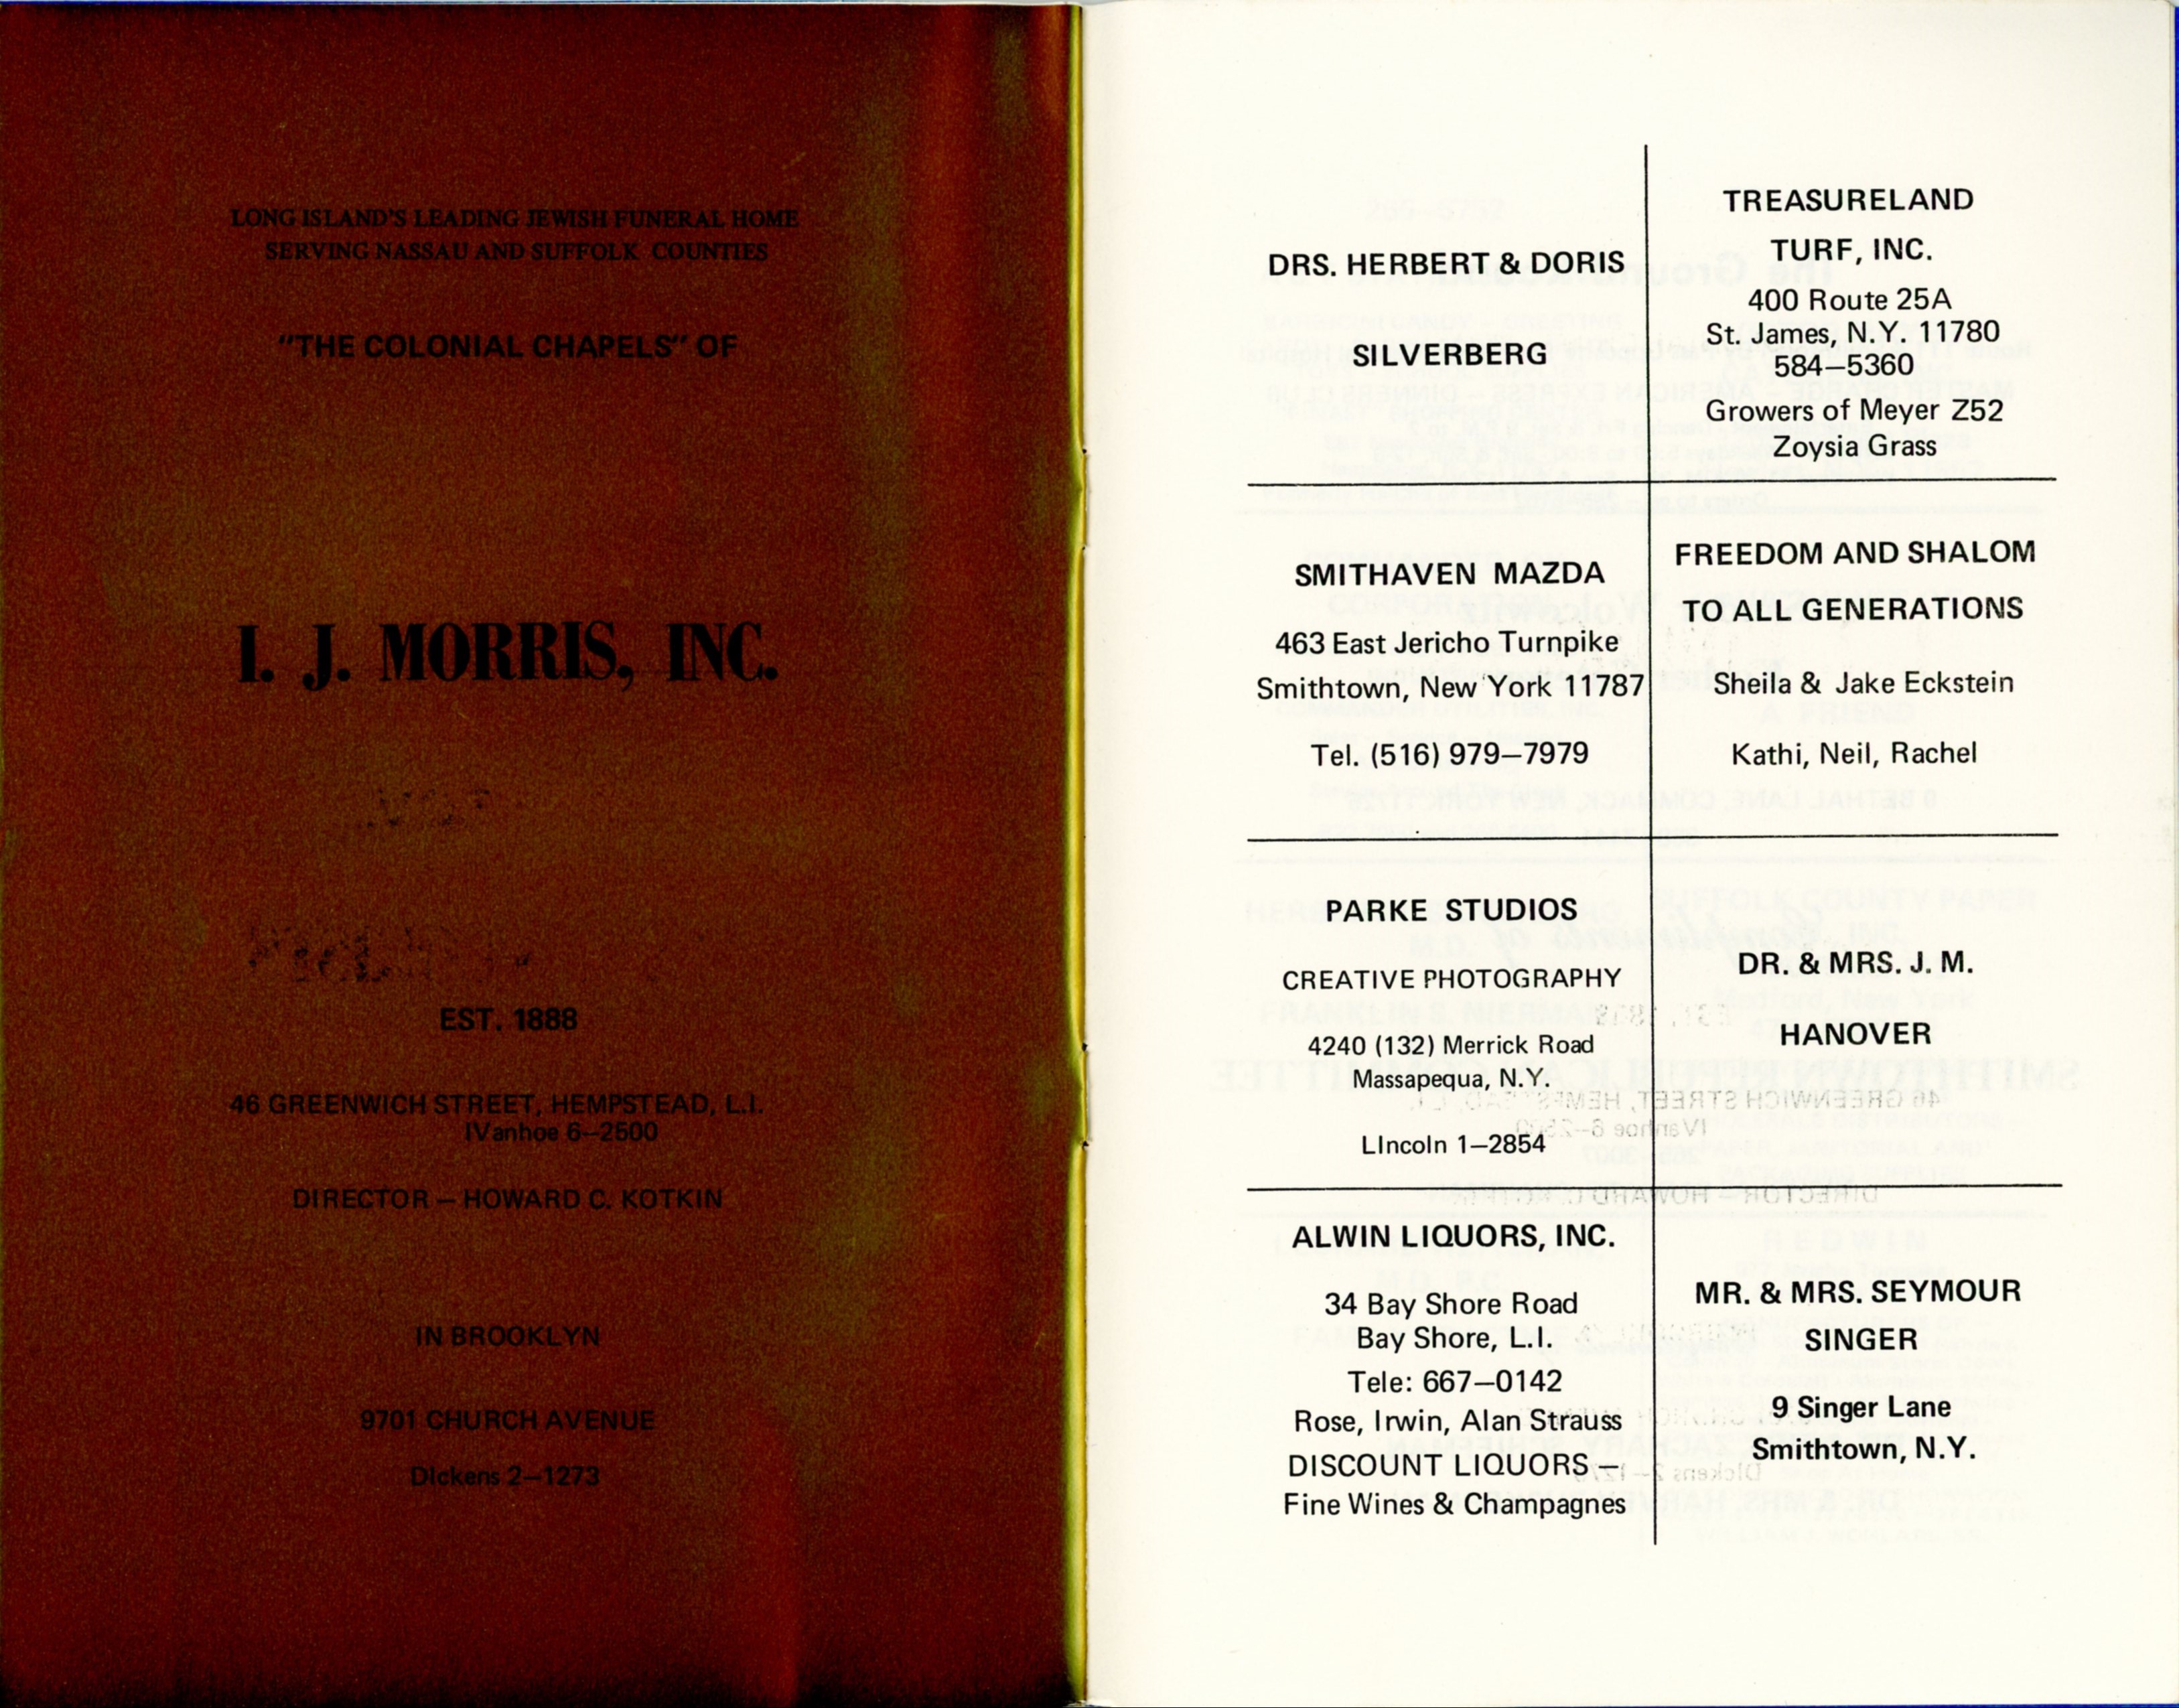 LONG ISLAND'S LEADING JEWISH FUNERAL HOME
SERVING NASSAU AND SUFFOLK COUNTIES
"THE COLONIAL CHAPELS" OF
I. J. MORRIS, INC.
EST. 1888
46 GREENWICH STREET, HEMPSTEAD, L.I.
IVanhoe 6–2500
DIRECTOR – HOWARD C. KOTKIN
IN BROOKLYN
9701 CHURCH AVENUE
DIckens 2–1273
DRS. HERBERT & DORIS
SILVERBERG
TREASURELAND
TURF, INC.
400 Route 25A
St. James, N.Y. 11780
584–5360
Growers of Meyer Z52
Zoysia Grass
SMITHAVEN MAZDA
463 East Jericho Turnpike
Smithtown, New York 11787
Tel. (516) 979–7979
FREEDOM AND SHALOM
TO ALL GENERATIONS
Sheila & Jake Eckstein
Kathi, Neil, Rachel
PARKE STUDIOS
CREATIVE PHOTOGRAPHY
4240 (132) Merrick Road
Massapequa, N.Y.
LIncoln 1–2854
DR. & MRS. J. M.
HANOVER
ALWIN LIQUORS, INC.
34 Bay Shore Road
Bay Shore, L.I.
Tele: 667–0142
Rose, Irwin, Alan Strauss
DISCOUNT LIQUORS –
Fine Wines & Champagnes
MR. & MRS. SEYMOUR
SINGER
9 Singer Lane
Smithtown, N.Y.